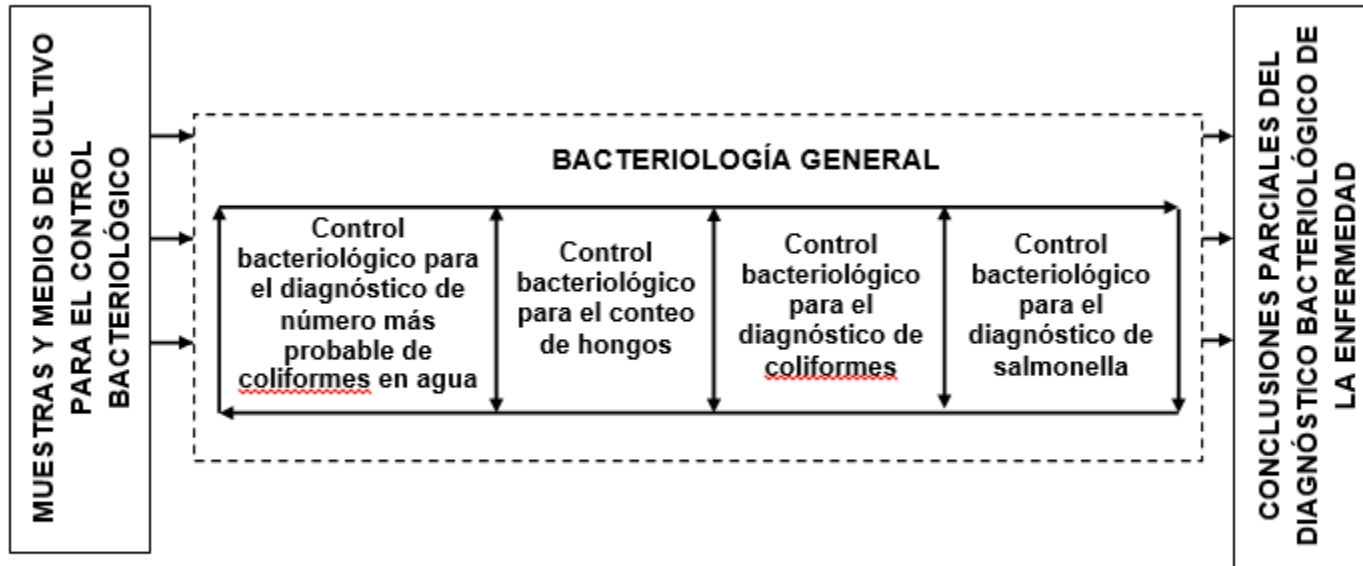 MUESTRAS Y MEDIOS DE CULTIVO
PARA EL CONTROL
BACTERIOLÓGICO
BACTERIOLOGÍA GENERAL
Control
bacteriológico para
el diagnóstico de
número más
probable de
coliformes en agua
Control
bacteriológico
para el conteo
de hongos
Control
bacteriológico
para el
diagnóstico de
coliformes
Control
bacteriológico
para el
diagnóstico de
salmonella
CONCLUSIONES PARCIALES DEL
DIAGNÓSTICO BACTERIOLÓGICO DE
LA ENFERMEDAD